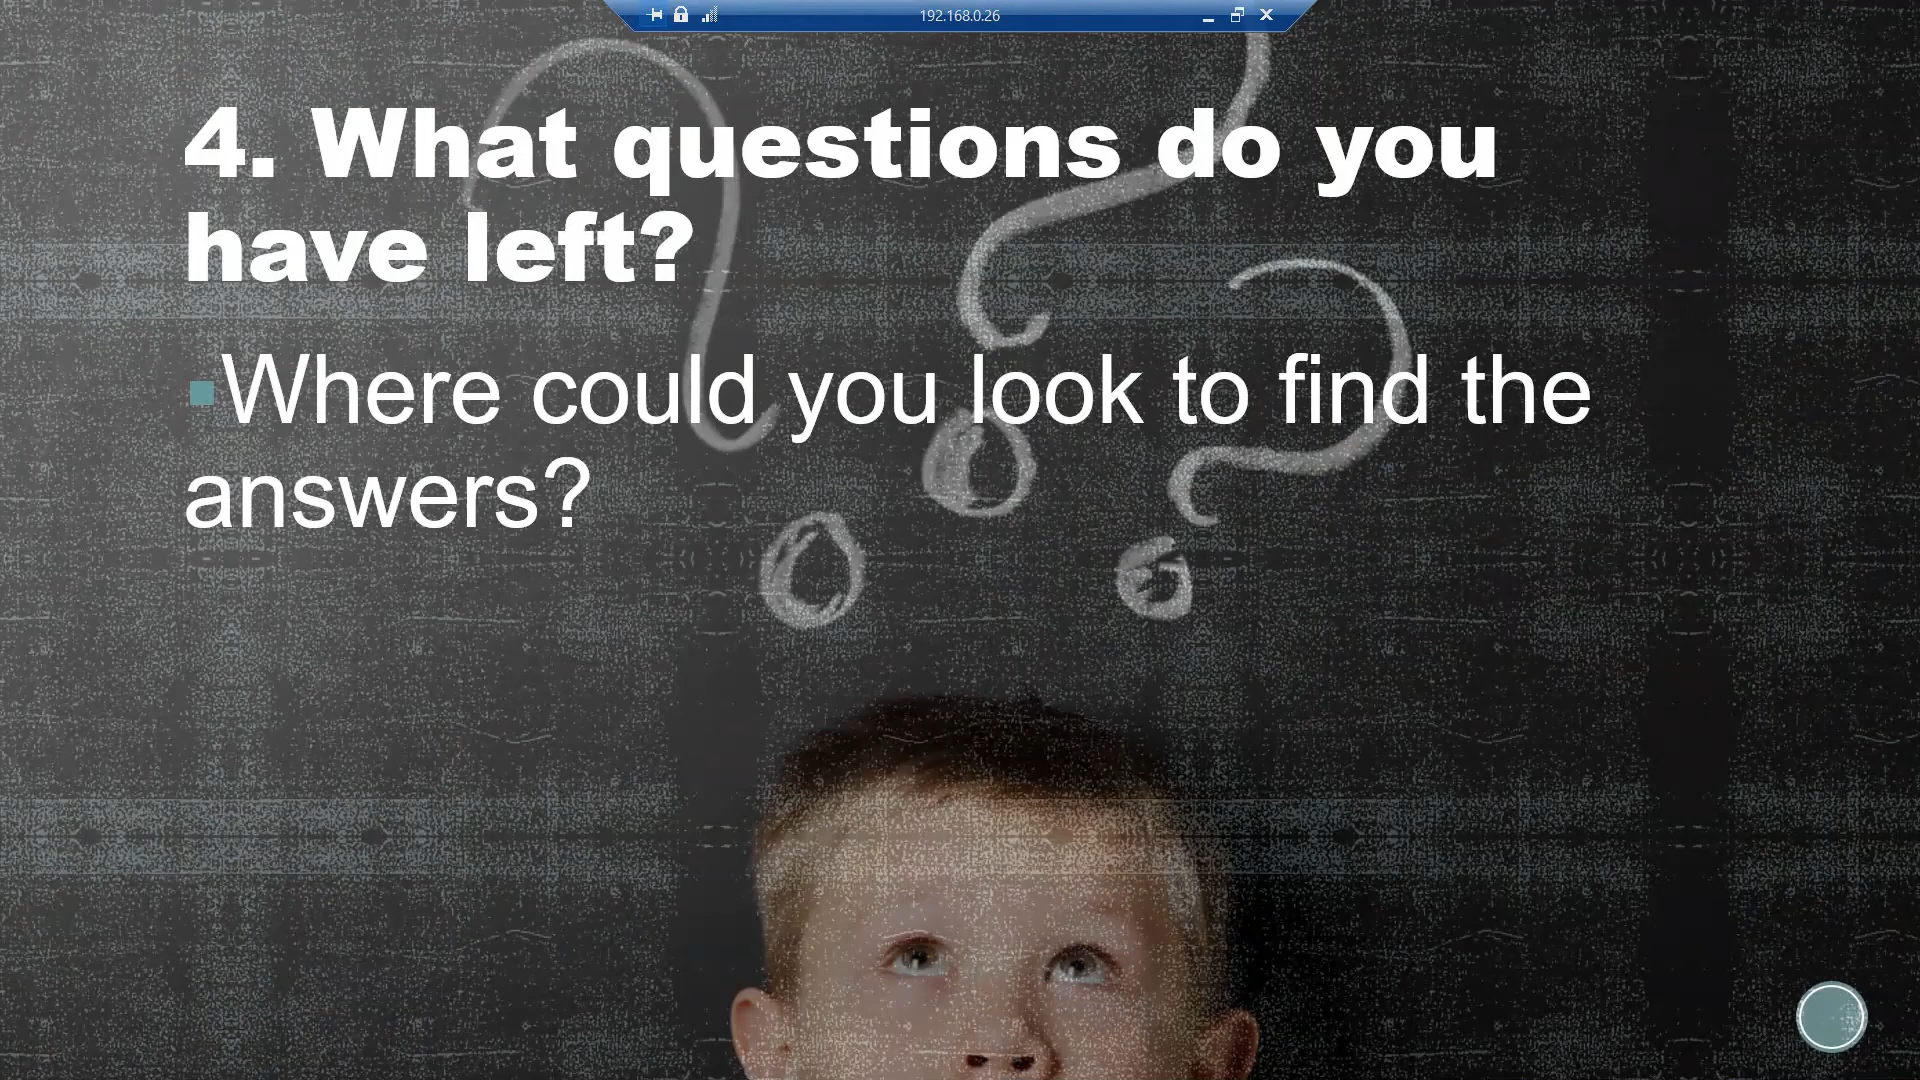 192.168.0.26
4. What questions do you
have left?
Where could you look to find the
answers?